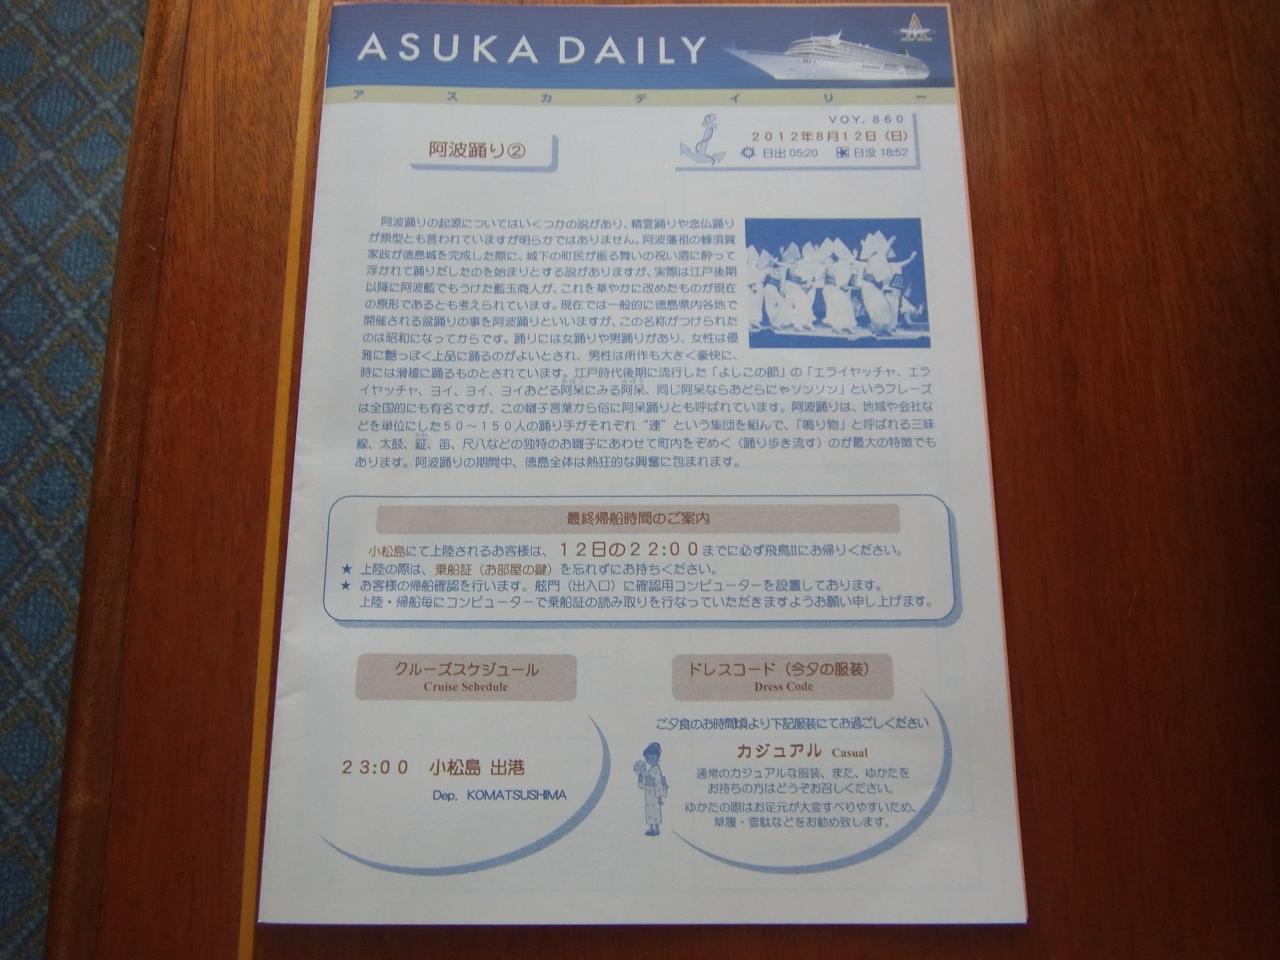 ASUKA DAILY
アスカデイリー
VOY. 860
2012年8月12日（日）
日出 05:20 日没 18:52
阿波踊り②
阿波踊りの起源についてはいくつかの説があり、精霊踊りや念仏踊り
が原型とも言われていますが明らかではありません。阿波藩祖の蜂須賀
家政が徳島城を完成した際に、城下の町民が振る舞いの祝い酒に酔って
浮かれて踊りだしたのを始まりとする説がありますが、実際は江戸後期
以降に阿波藍でもうけた藍玉商人が、これを華やかに改めたものが現在
の原形であるとも考えられています。現在では一般的に徳島県内各地で
開催される盆踊りの事を阿波踊りといいますが、この名称がつけられた
のは昭和になってからです。踊りには女踊りや男踊りがあり、女性は優
雅に艶っぽく上品に踊るのがよいとされ、男性は所作も大きく豪快に、
時には滑稽に踊るものとされています。江戸時代後期に流行した「よしこの節」の「エライヤッチャ、エラ
イヤッチャ、ヨイ、ヨイ、ヨイおどる阿呆にみる阿呆、同じ阿呆ならおどらにゃソンソン」というフレーズ
は全国的にも有名ですが、この囃子言葉から俗に阿呆踊りとも呼ばれています。阿波踊りは、地域や会社な
どを単位にした50～150人の踊り手がそれぞれ“連”という集団を組んで、「鳴り物」と呼ばれる三味
線、太鼓、鉦、笛、尺八などの独特のお囃子にあわせて町内をぞめく（踊り歩き流す）のが最大の特徴でも
あります。阿波踊りの期間中、徳島全体は熱狂的な興奮に包まれます。
最終帰船時間のご案内
小松島にて上陸されるお客様は、12日の22:00までに必ず飛鳥Ⅱにお帰りください。
★ 上陸の際は、乗船証（お部屋の鍵）を忘れずにお持ちください。
★ お客様の帰船確認を行います。舷門（出入口）に確認用コンピューターを設置しております。
上陸・帰船毎にコンピューターで乗船証の読み取りを行なっていただきますようお願い申し上げます。
クルーズスケジュール
Cruise Schedule
23:00 小松島 出港
Dep. KOMATSUSHIMA
ドレスコード（今夕の服装）
Dress Code
ご夕食のお時間頃より下記服装にてお過ごしください
カジュアル Casual
通常のカジュアルな服装、また、ゆかたを
お持ちの方はどうぞお召しください。
ゆかたの際はお足元が大変すべりやすいため、
草履・雪駄などをお勧め致します。